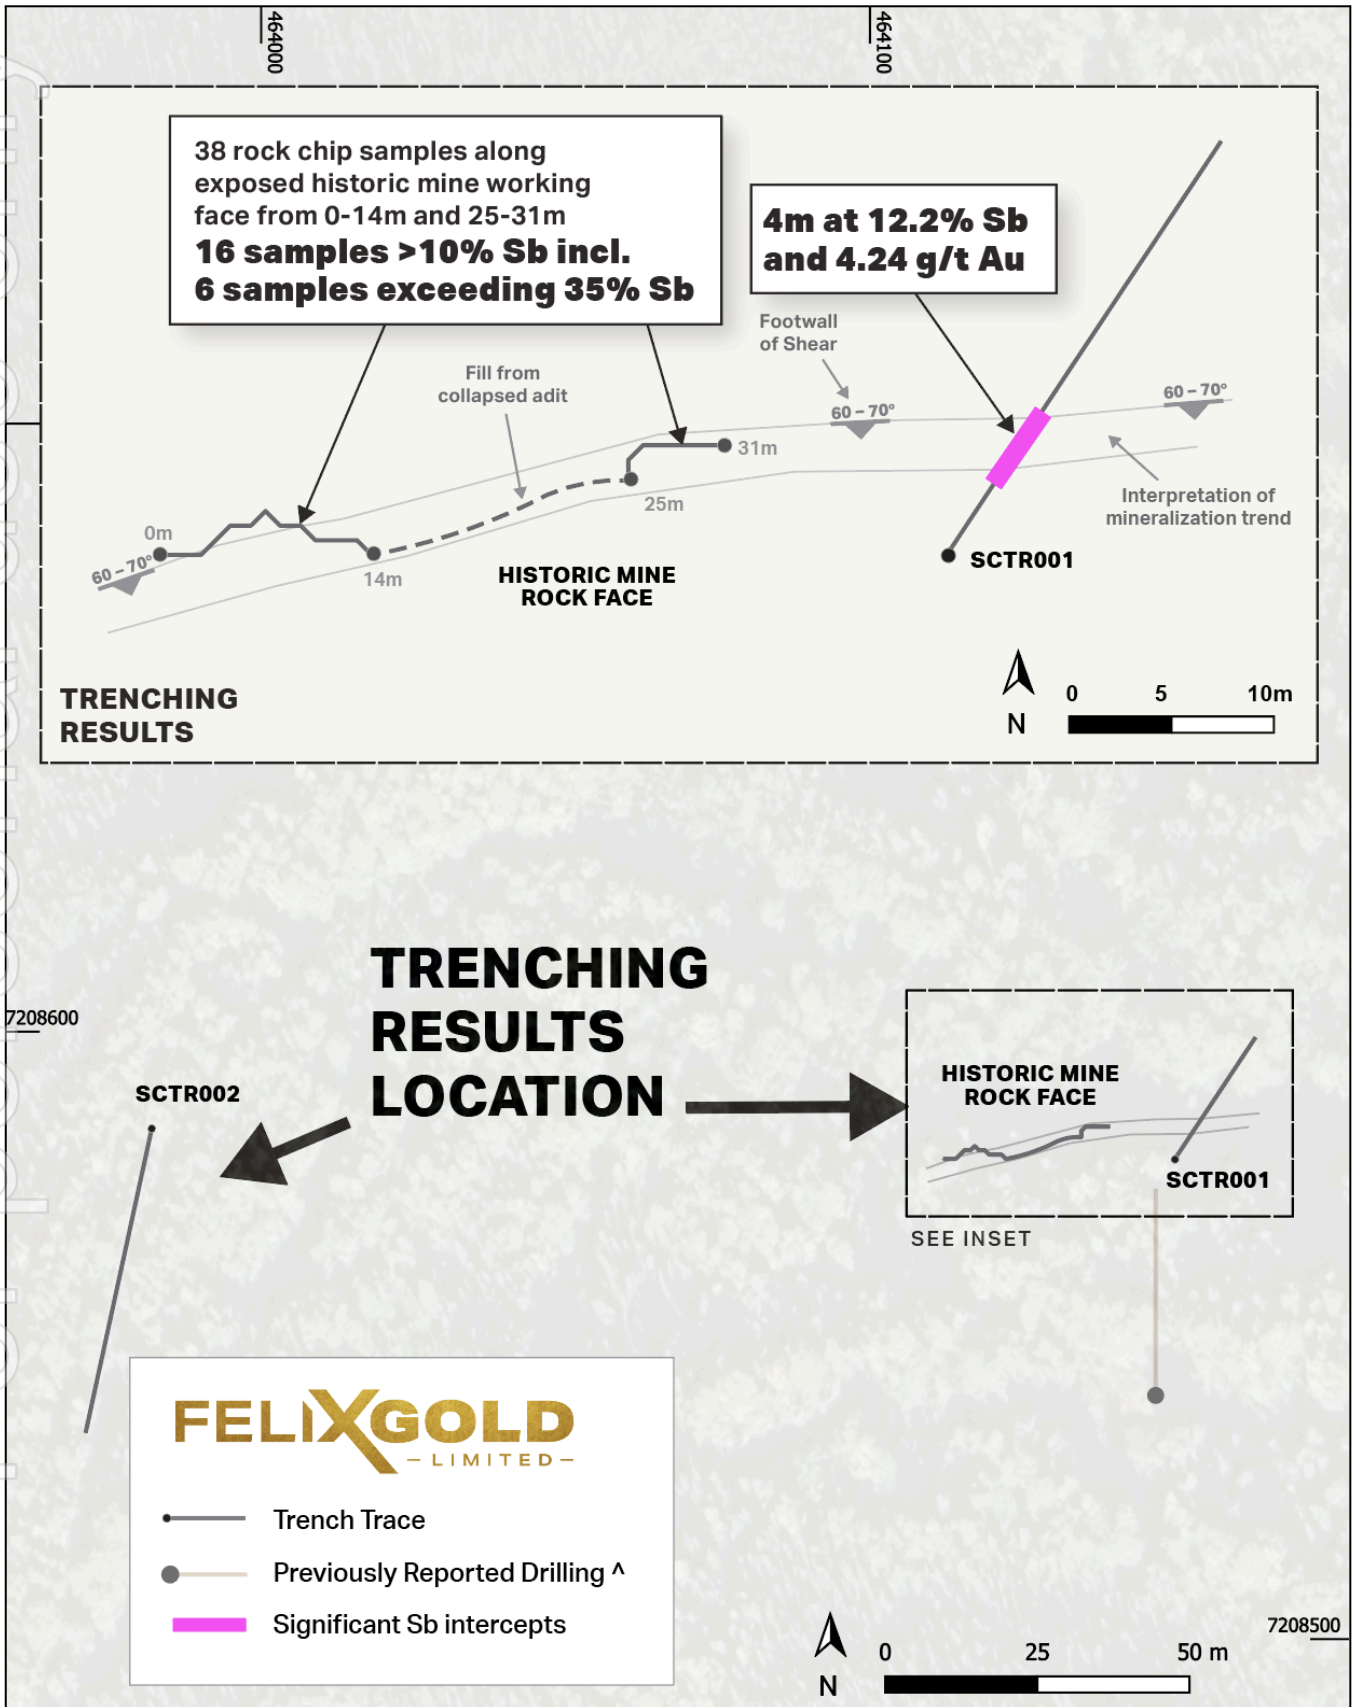 464000
464100
38 rock chip samples along
exposed historic mine working
face from 0-14m and 25-31m
16 samples >10% Sb incl.
6 samples exceeding 35% Sb
4m at 12.2% Sb
and 4.24 g/t Au
Footwall
of Shear
Fill from
collapsed adit
60 – 70°
60 – 70°
31m
25m
Interpretation of
mineralization trend
0m
60 – 70°
14m
HISTORIC MINE
ROCK FACE
SCTR001
TRENCHING
RESULTS
N
0 5 10m
TRENCHING
RESULTS
LOCATION
7208600
SCTR002
HISTORIC MINE
ROCK FACE
SCTR001
SEE INSET
FELIXGOLD
– LIMITED –
Trench Trace
Previously Reported Drilling ^
Significant Sb intercepts
7208500
N
0 25 50 m